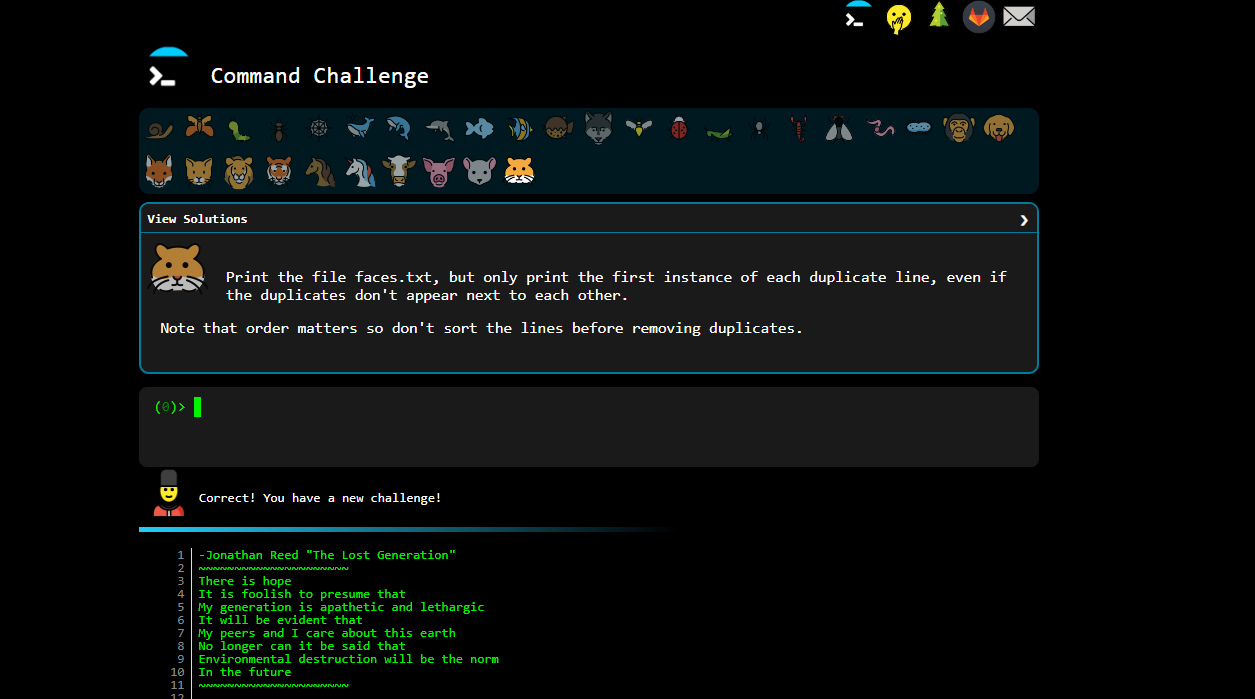 Command Challenge
View Solutions
Print the file faces.txt, but only print the first instance of each duplicate line, even if
the duplicates don't appear next to each other.
Note that order matters so don't sort the lines before removing duplicates.
(0)>
Correct! You have a new challenge!
1 -Jonathan Reed "The Lost Generation"
2 ~~~~~~~~~~~~~~~~~~~~~
3 There is hope
4 It is foolish to presume that
5 My generation is apathetic and lethargic
6 It will be evident that
7 My peers and I care about this earth
8 No longer can it be said that
9 Environmental destruction will be the norm
10 In the future
11 ~~~~~~~~~~~~~~~~~~~~~
12